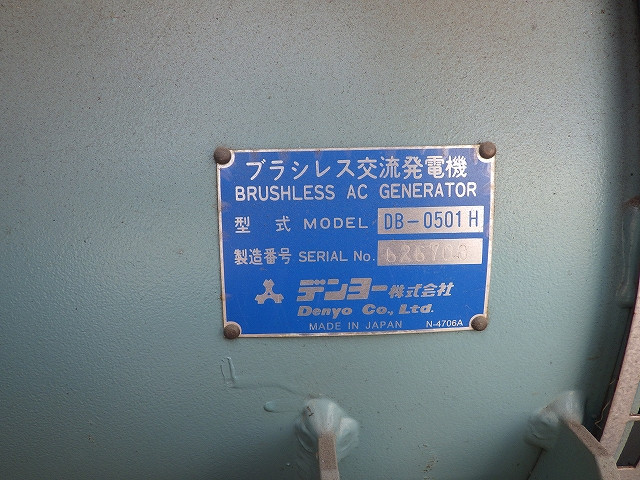 ブラシレス交流発電機
BRUSHLESS AC GENERATOR
型 式 MODEL DB-0501H
製造番号 SERIAL No.
デンヨー株式会社
Denyo Co., Ltd.
MADE IN JAPAN N-4706A